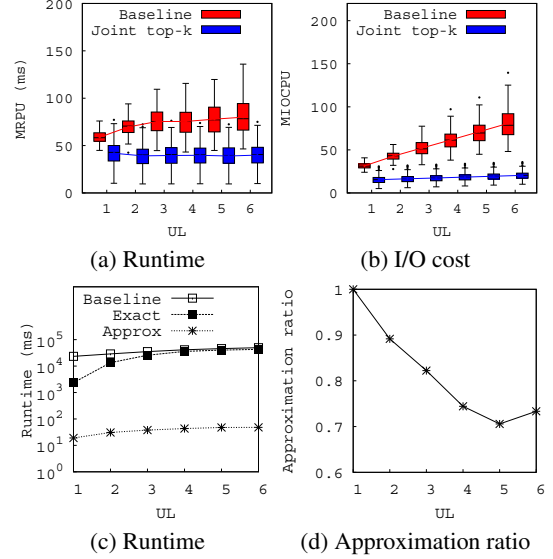 Baseline
Joint top-k
MRPU (ms)
200
150
100
50
0
1 2 3 4 5 6
UL
(a) Runtime
Baseline
Joint top-k
MIOCPU
200
150
100
50
0
1 2 3 4 5 6
UL
(b) I/O cost
Baseline
Exact
Approx
Runtime (ms)
10^5
10^4
10^3
10^2
10^1
10^0
1 2 3 4 5 6
UL
(c) Runtime
Approximation ratio
1
0.9
0.8
0.7
0.6
1 2 3 4 5 6
UL
(d) Approximation ratio